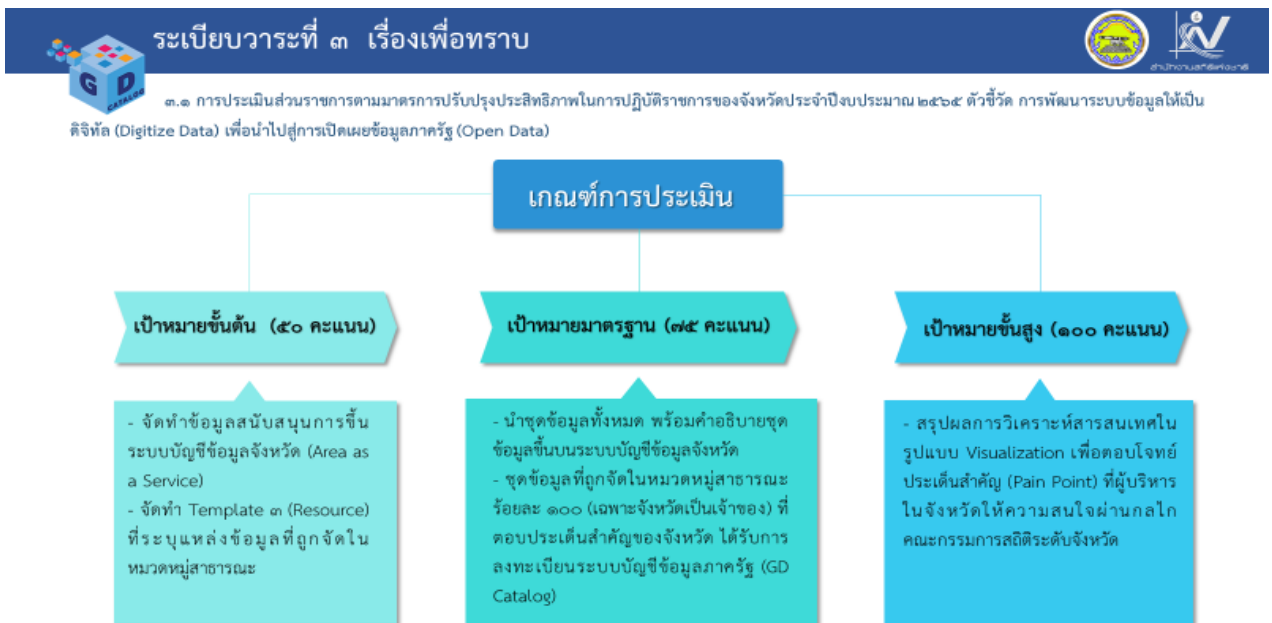 ระเบียบวาระที่ ๓ เรื่องเพื่อทราบ
สำนักงานสถิติแห่งชาติ
GD
CATALOG
๓.๑ การประเมินส่วนราชการตามมาตรการปรับปรุงประสิทธิภาพในการปฏิบัติราชการของจังหวัดประจำปีงบประมาณ ๒๕๖๕ ตัวชี้วัด การพัฒนาระบบข้อมูลให้เป็น
ดิจิทัล (Digitize Data) เพื่อนำไปสู่การเปิดเผยข้อมูลภาครัฐ (Open Data)
เกณฑ์การประเมิน
เป้าหมายขั้นต้น (๕๐ คะแนน)
- จัดทำข้อมูลสนับสนุนการขึ้น
ระบบบัญชีข้อมูลจังหวัด (Area as
a Service)
- จัดทำ Template ๓ (Resource)
ที่ระบุแหล่งข้อมูลที่ถูกจัดใน
หมวดหมู่สาธารณะ
เป้าหมายมาตรฐาน (๗๕ คะแนน)
- นำชุดข้อมูลทั้งหมด พร้อมคำอธิบายชุด
ข้อมูลขึ้นบนระบบบัญชีข้อมูลจังหวัด
- ชุดข้อมูลที่ถูกจัดในหมวดหมู่สาธารณะ
ร้อยละ ๑๐๐ (เฉพาะจังหวัดเป็นเจ้าของ) ที่
ตอบประเด็นสำคัญของจังหวัด ได้รับการ
ลงทะเบียนระบบบัญชีข้อมูลภาครัฐ (GD
Catalog)
เป้าหมายขั้นสูง (๑๐๐ คะแนน)
- สรุปผลการวิเคราะห์สารสนเทศใน
รูปแบบ Visualization เพื่อตอบโจทย์
ประเด็นสำคัญ (Pain Point) ที่ผู้บริหาร
ในจังหวัดให้ความสนใจผ่านกลไก
คณะกรรมการสถิติระดับจังหวัด